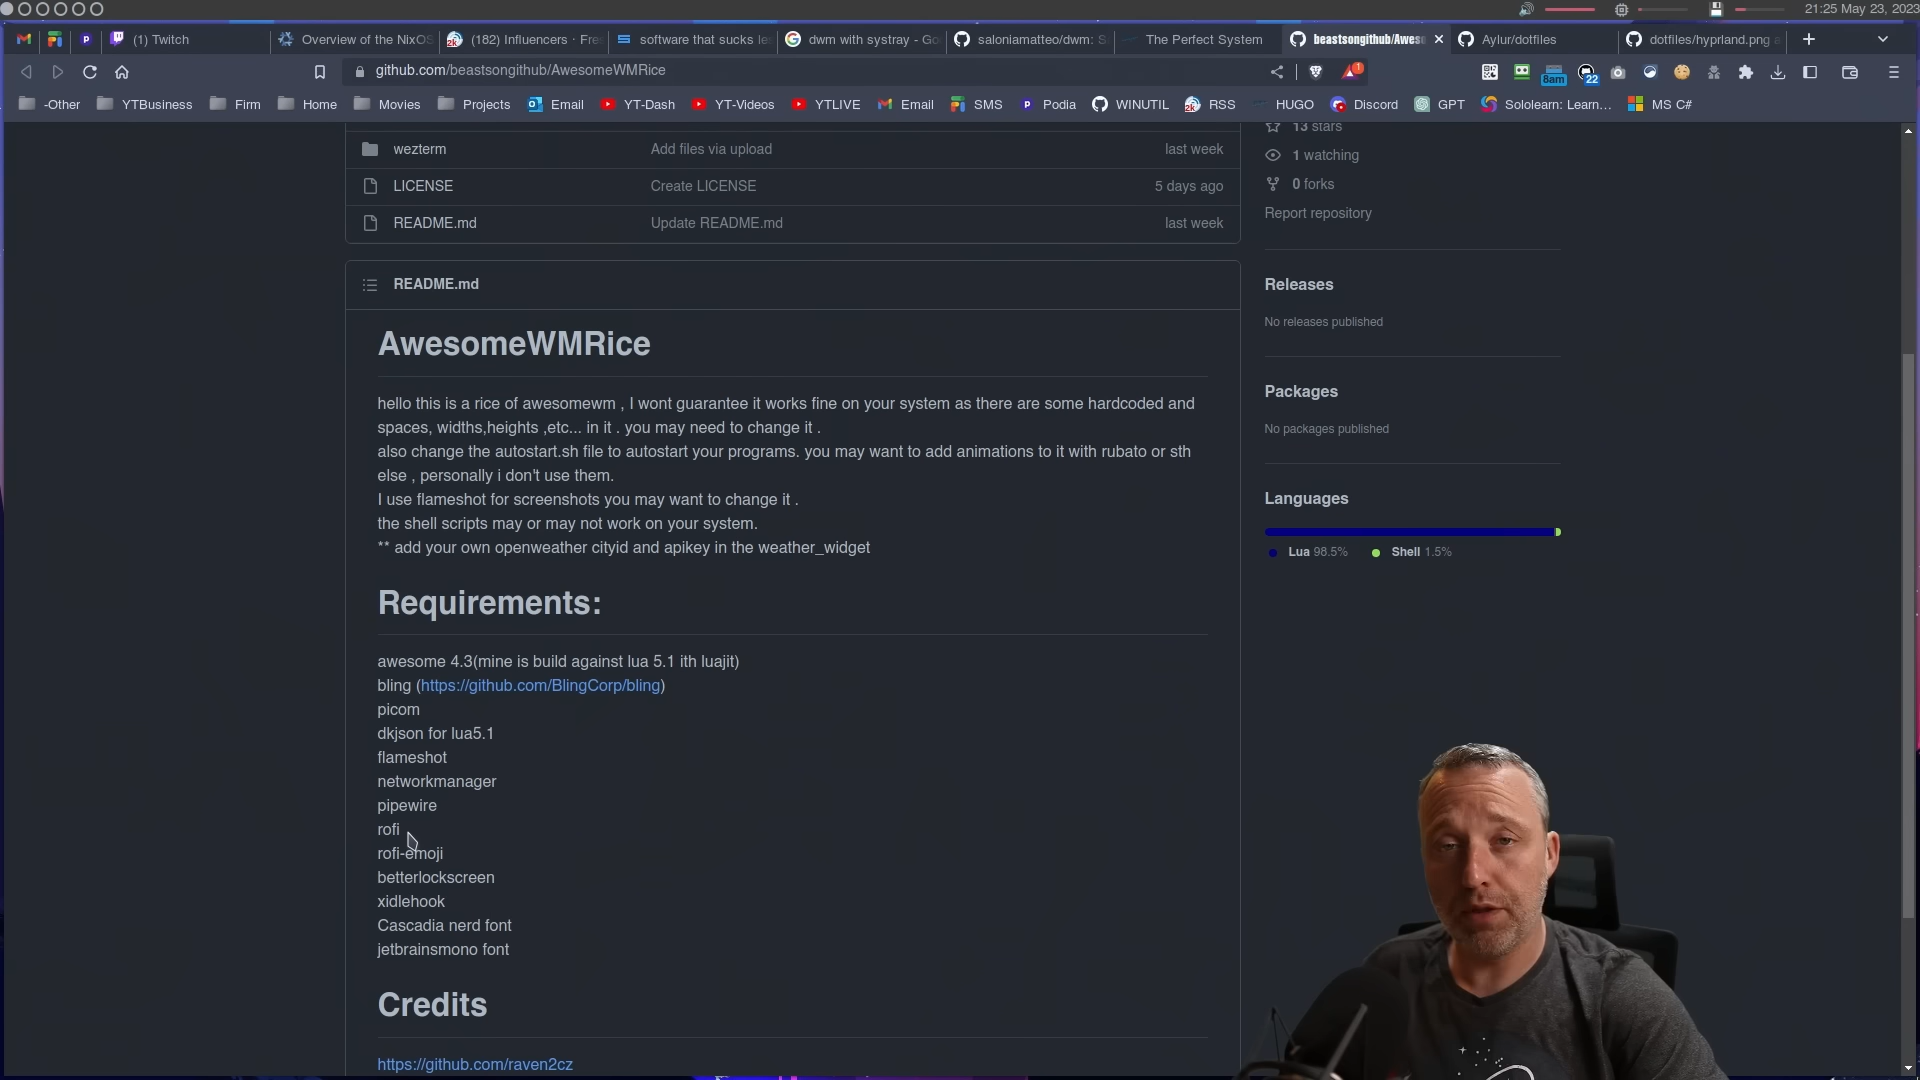 21:25 May 23, 2023
(1) Twitch
Overview of the NixOS
(182) Influencers · Fre
software that sucks le
dwm with systray - Go
saloniamatteo/dwm: S
The Perfect System
beastsongithub/Aweso
Aylur/dotfiles
dotfiles/hyprland.png a
github.com/beastsongithub/AwesomeWMRice
1
8am
22
-Other
YTBusiness
Firm
Home
Movies
Projects
Email
YT-Dash
YT-Videos
YTLIVE
Email
SMS
Podia
WINUTIL
RSS
HUGO
Discord
GPT
Sololearn: Learn...
MS C#
13 stars
wezterm
Add files via upload
last week
1 watching
LICENSE
Create LICENSE
5 days ago
0 forks
Report repository
README.md
Update README.md
last week
README.md
Releases
No releases published
Packages
No packages published
Languages
Lua 98.5%
Shell 1.5%
AwesomeWMRice
hello this is a rice of awesomewm , I wont guarantee it works fine on your system as there are some hardcoded and
spaces, widths,heights ,etc... in it . you may need to change it .
also change the autostart.sh file to autostart your programs. you may want to add animations to it with rubato or sth
else , personally i don't use them.
I use flameshot for screenshots you may want to change it .
the shell scripts may or may not work on your system.
** add your own openweather cityid and apikey in the weather_widget
Requirements:
awesome 4.3(mine is build against lua 5.1 ith luajit)
bling (https://github.com/BlingCorp/bling)
picom
dkjson for lua5.1
flameshot
networkmanager
pipewire
rofi
rofi-emoji
betterlockscreen
xidlehook
Cascadia nerd font
jetbrainsmono font
Credits
https://github.com/raven2cz